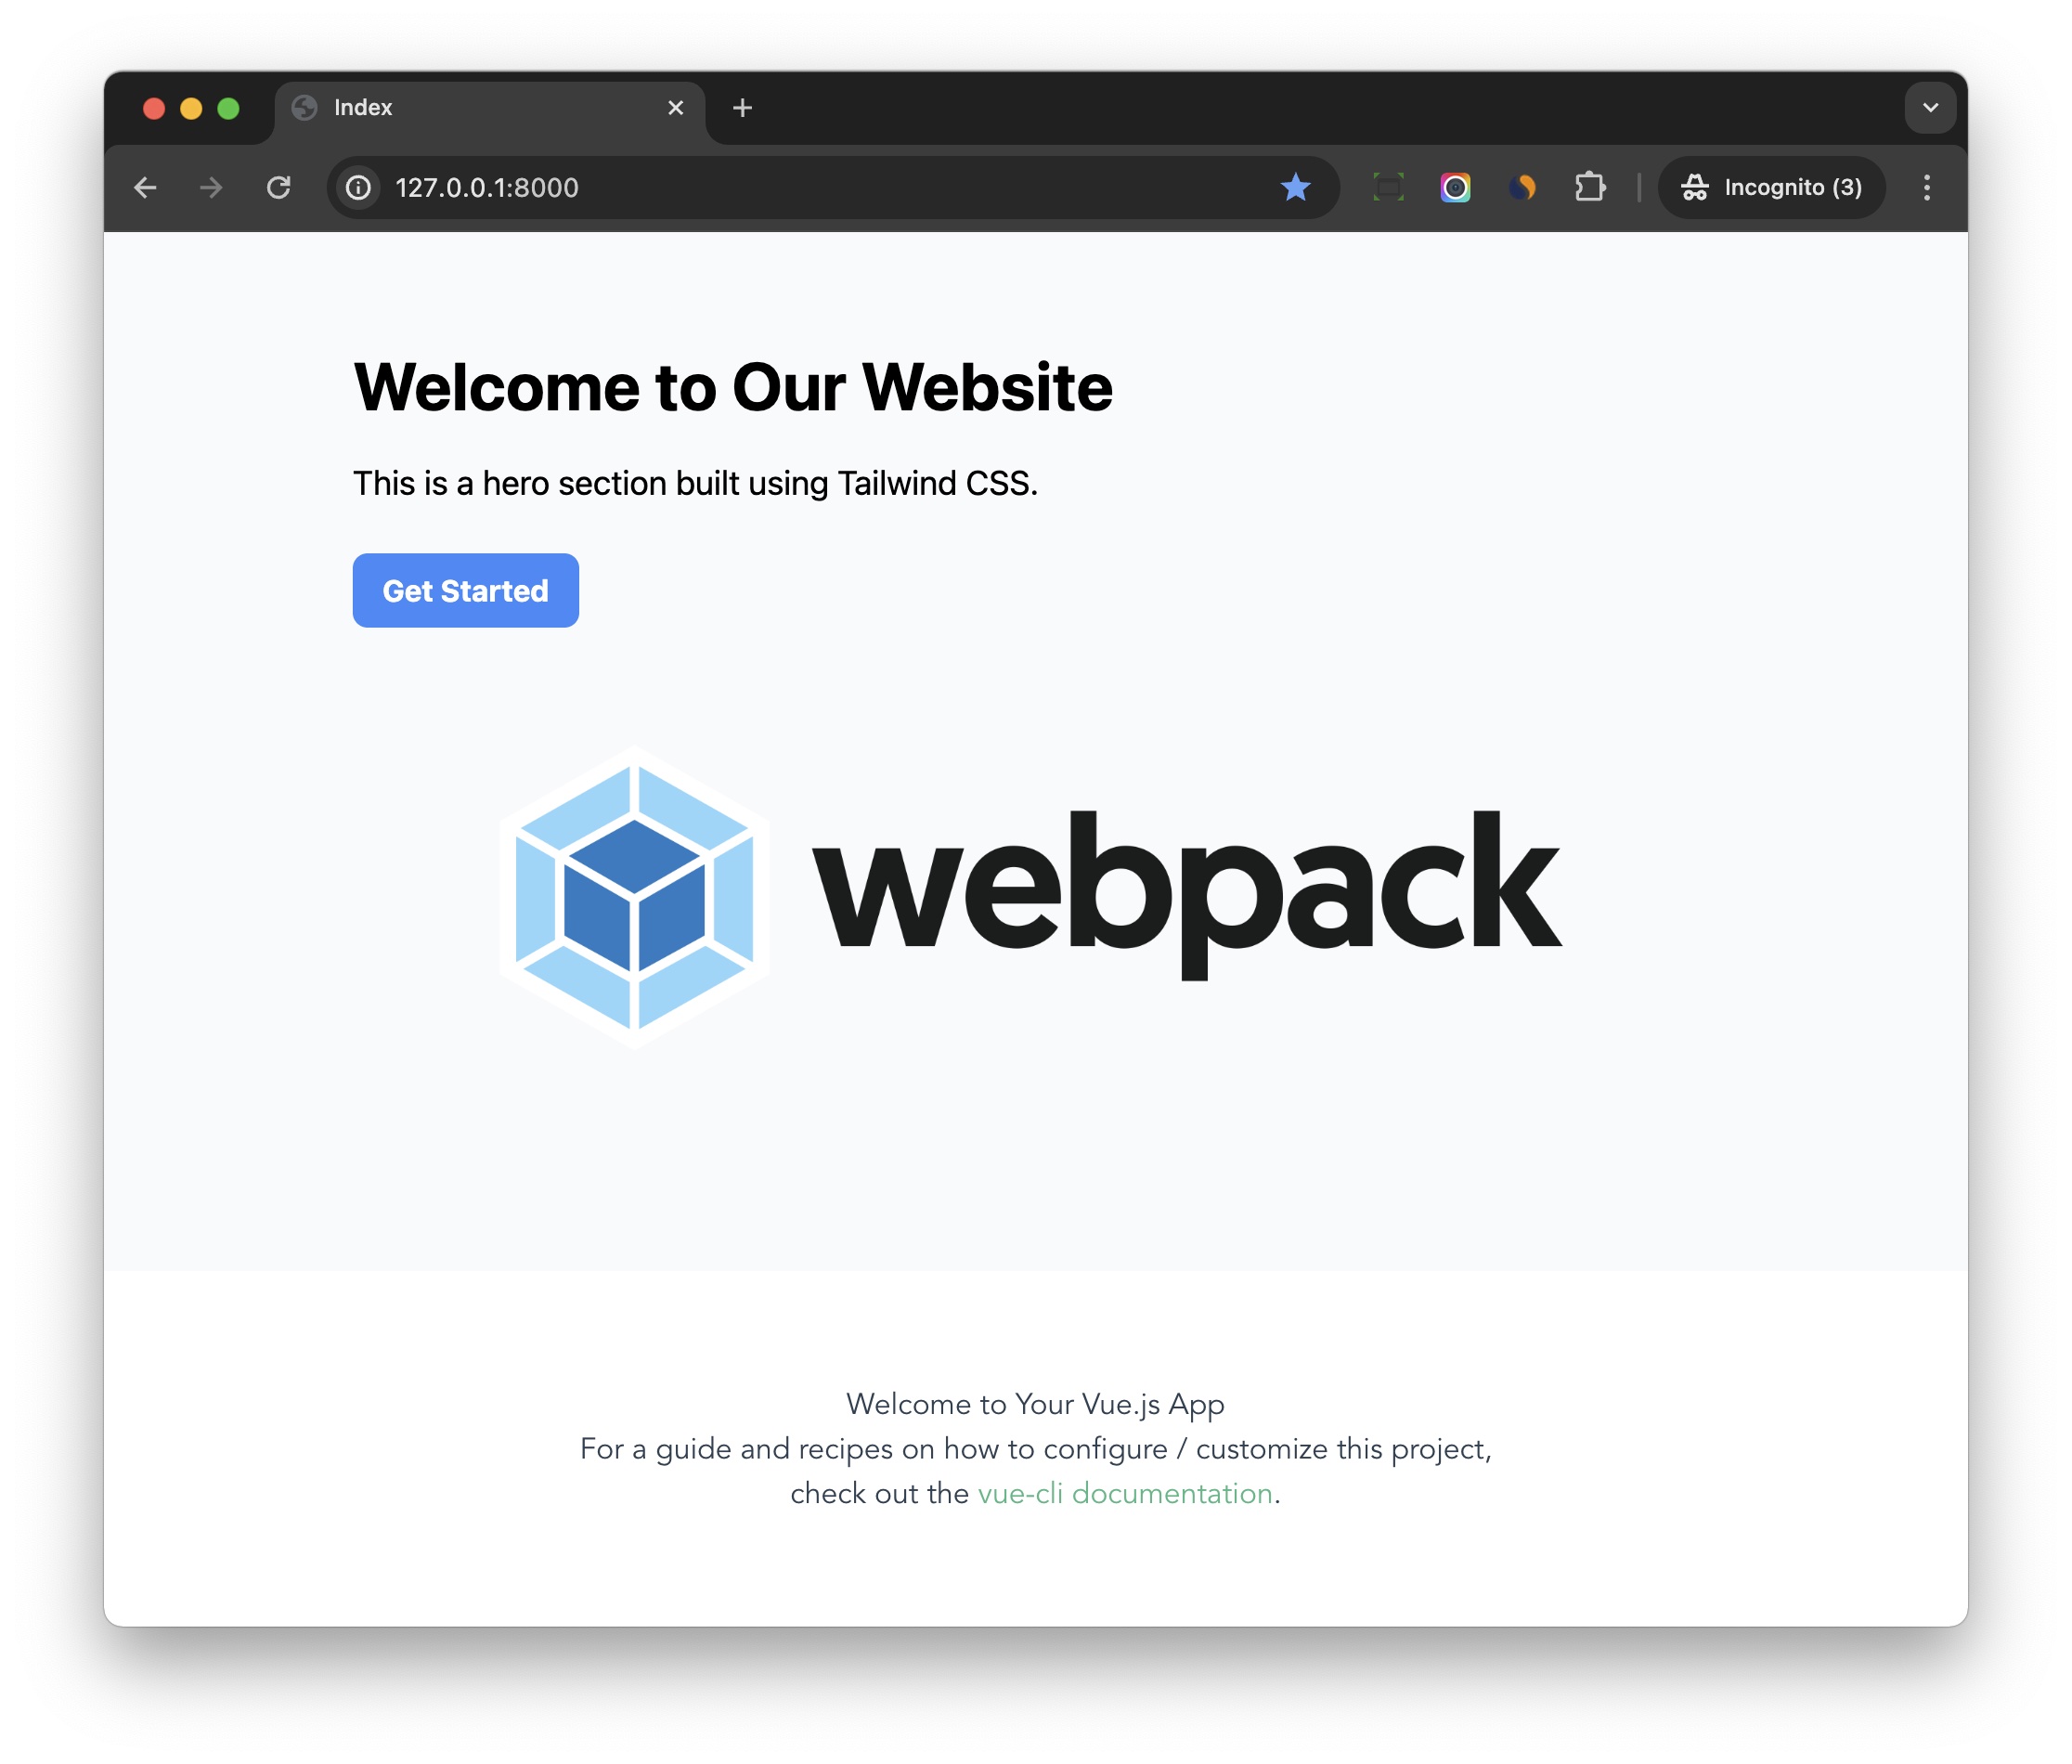 Index
127.0.0.1:8000
Incognito (3)
Welcome to Our Website
This is a hero section built using Tailwind CSS.
Get Started
webpack
Welcome to Your Vue.js App
For a guide and recipes on how to configure / customize this project,
check out the vue-cli documentation.